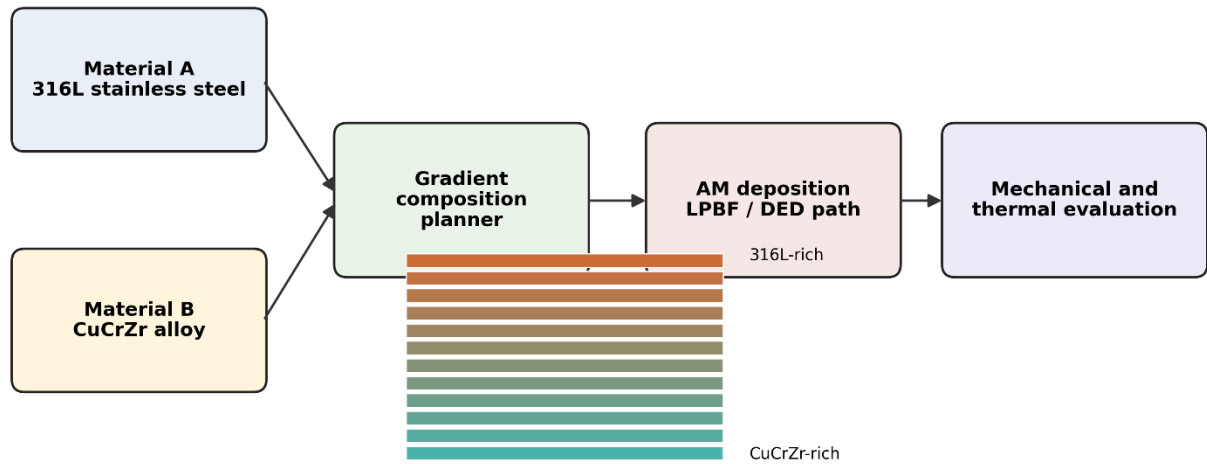 Material A
316L stainless steel
Material B
CuCrZr alloy
Gradient
composition
planner
AM deposition
LPBF / DED path
Mechanical and
thermal evaluation
316L-rich
CuCrZr-rich